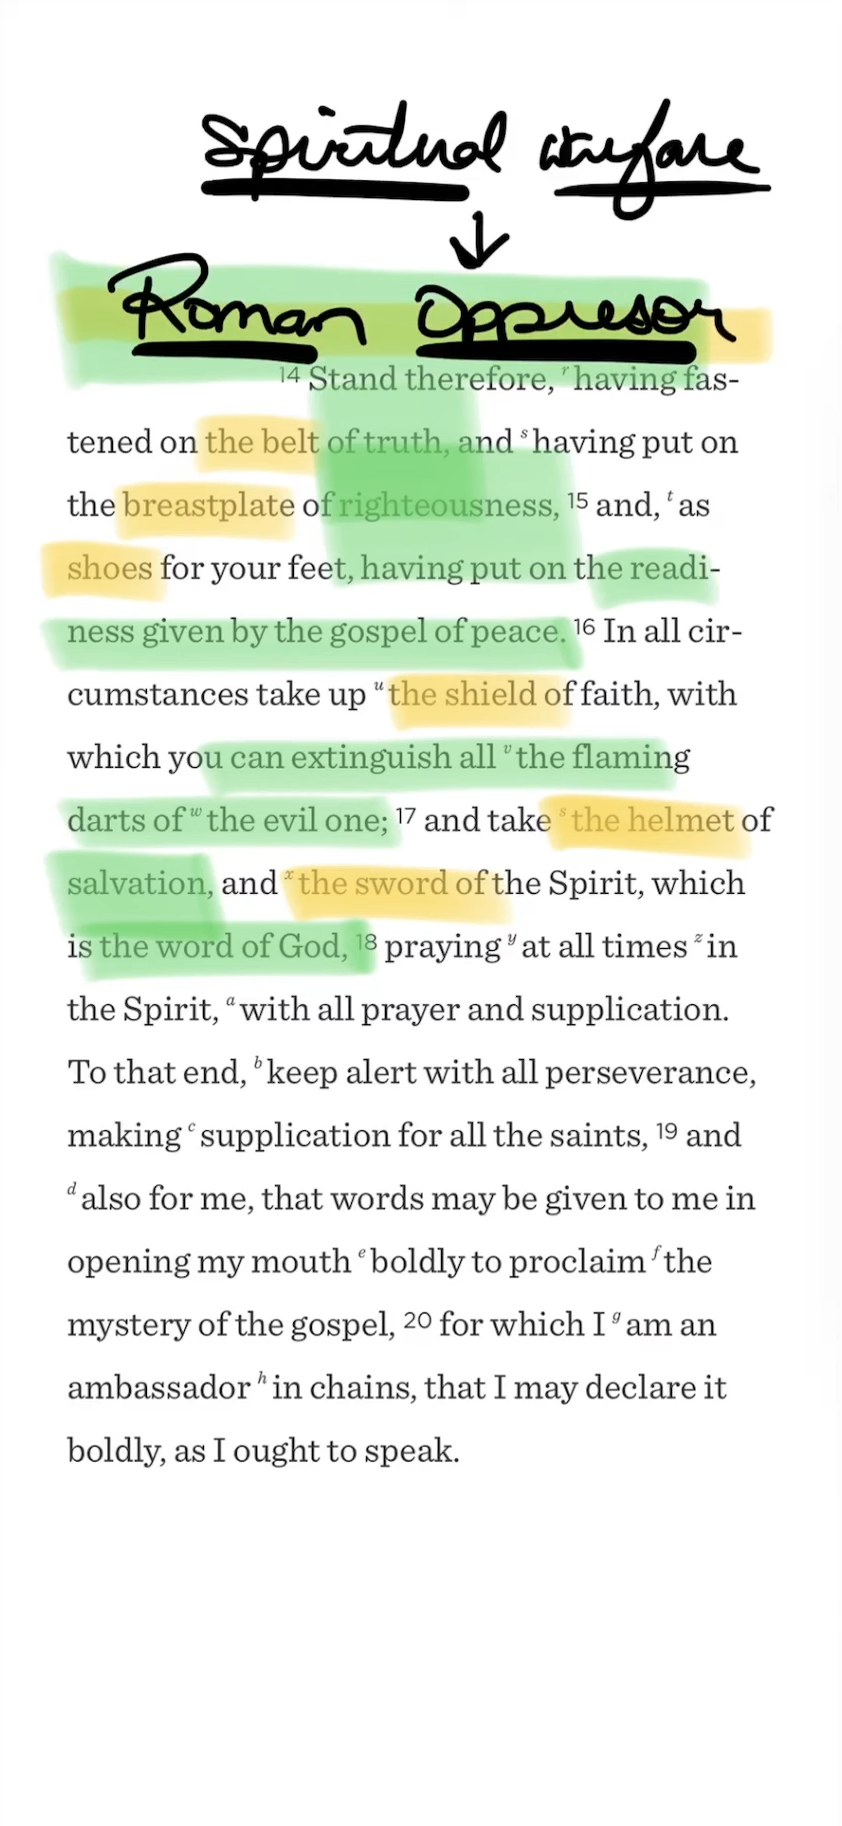 Spiritual warfare
↓
Roman Oppresor
14 Stand therefore, r having fas-
tened on the belt of truth, and s having put on
the breastplate of righteousness, 15 and, t as
shoes for your feet, having put on the readi-
ness given by the gospel of peace. 16 In all cir-
cumstances take up u the shield of faith, with
which you can extinguish all v the flaming
darts of w the evil one; 17 and take s the helmet of
salvation, and x the sword of the Spirit, which
is the word of God, 18 praying y at all times z in
the Spirit, a with all prayer and supplication.
To that end, b keep alert with all perseverance,
making c supplication for all the saints, 19 and
d also for me, that words may be given to me in
opening my mouth e boldly to proclaim f the
mystery of the gospel, 20 for which I g am an
ambassador h in chains, that I may declare it
boldly, as I ought to speak.